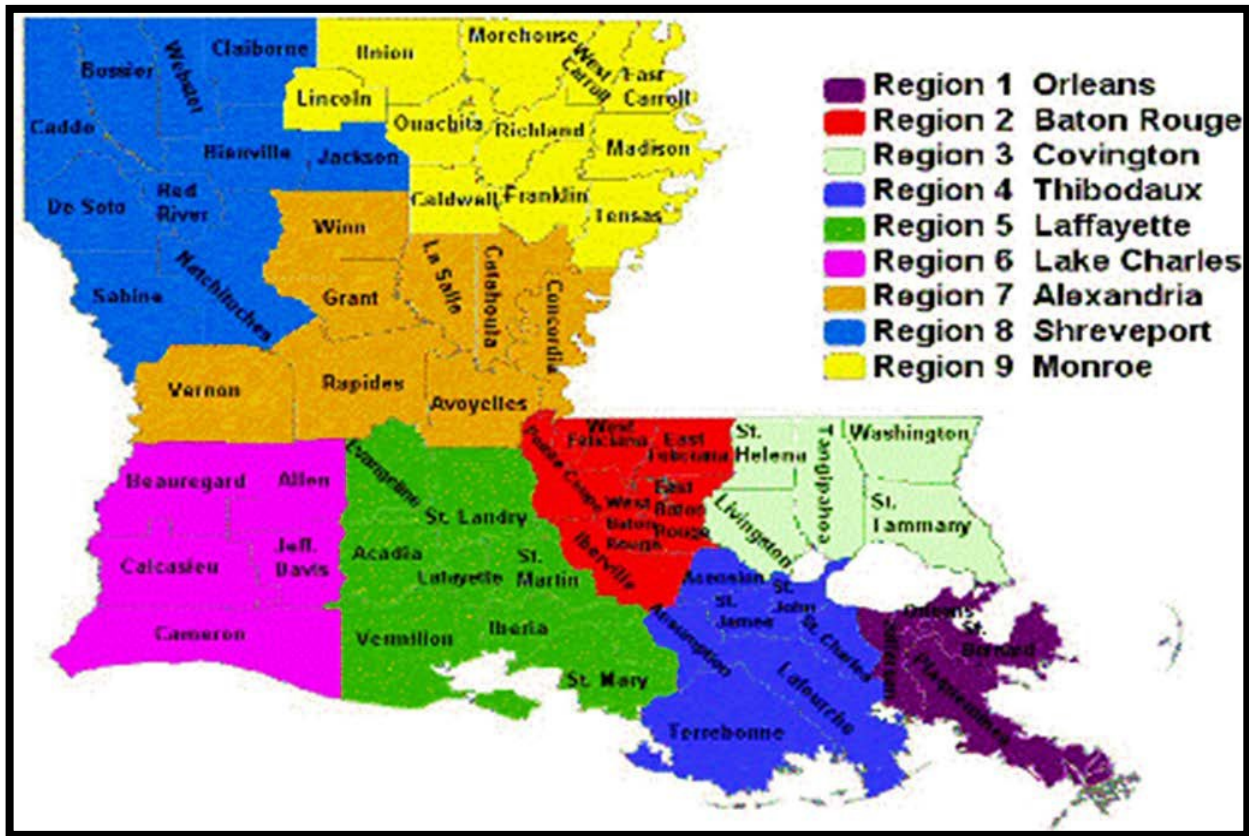 Claiborne
Union
Morehouse
West
Carroll
East
Carroll
Bossier
Webster
Lincoln
Ouachita
Richland
Madison
Caddo
Bienville
Jackson
De Soto
Red
River
Caldwell
Franklin
Tensas
Winn
Natchitoches
Sabine
Grant
La Salle
Catahoula
Concordia
Vernon
Rapides
Avoyelles
Region 1 Orleans
Region 2 Baton Rouge
Region 3 Covington
Region 4 Thibodaux
Region 5 Laffayette
Region 6 Lake Charles
Region 7 Alexandria
Region 8 Shreveport
Region 9 Monroe
Beauregard
Allen
Evangeline
St. Landry
Pointe Coupe
West
Feliciana
East
Feliciana
St.
Helena
Tangipahoa
Washington
West
Baton
Rouge
East
Baton
Rouge
Livingston
St.
Tammany
Calcasieu
Jeff.
Davis
Acadia
Lafayette
St.
Martin
Iberville
Ascension
St.
James
St.
John
St. Charles
Assumption
Cameron
Vermilion
Iberia
St. Mary
Lafourche
Terrebonne
Orleans
St.
Bernard
Plaquemines